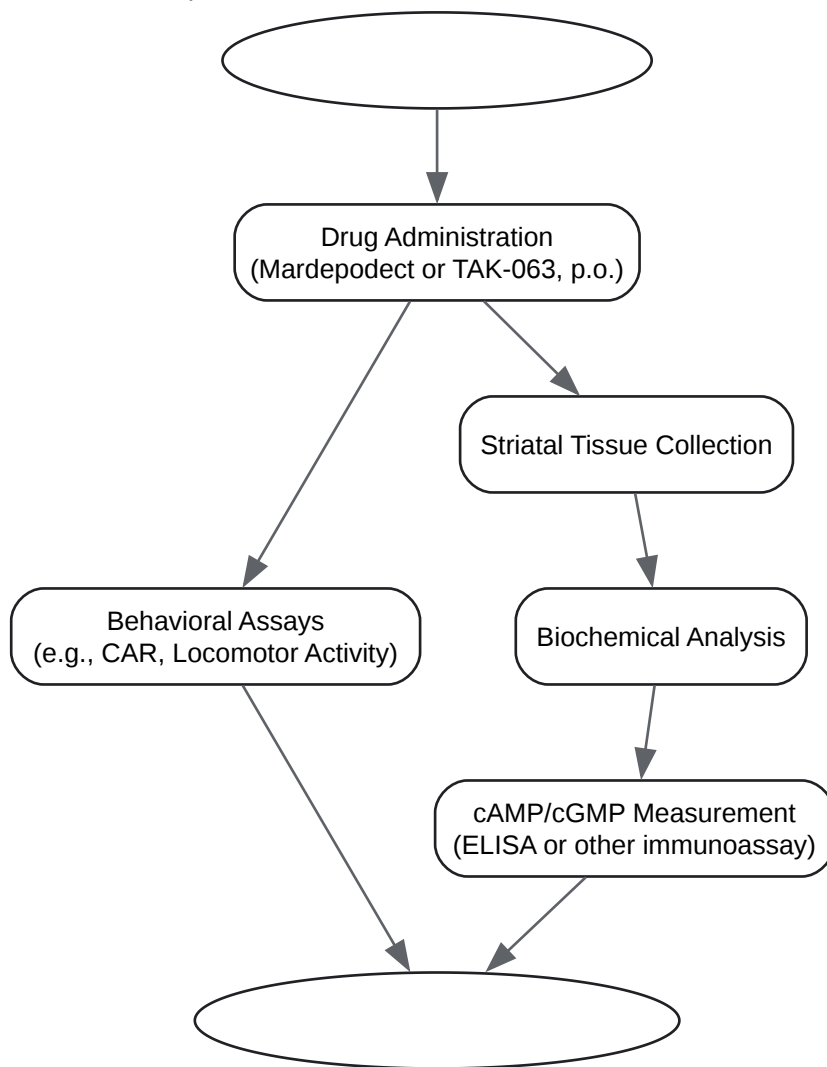 Drug Administration
(Mardepodect or TAK-063, p.o.)
Striatal Tissue Collection
Behavioral Assays
(e.g., CAR, Locomotor Activity)
Biochemical Analysis
cAMP/cGMP Measurement
(ELISA or other immunoassay)